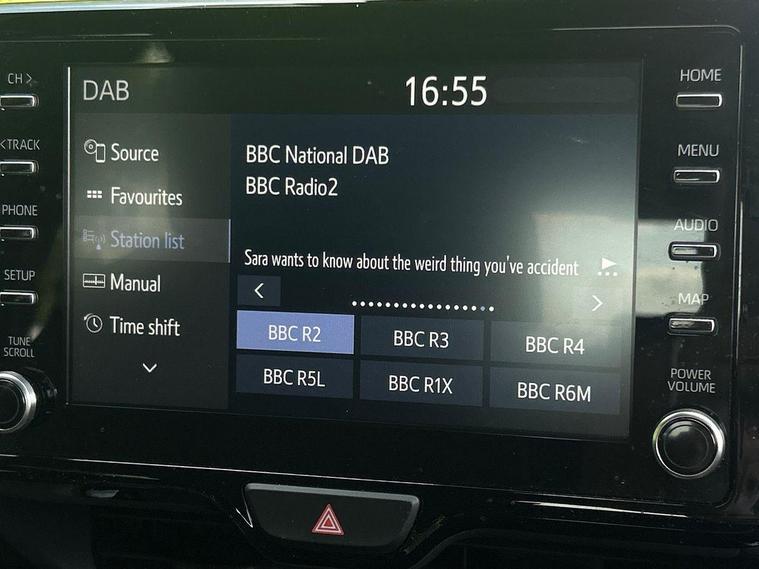 CH >
< TRACK
PHONE
SETUP
TUNE
SCROLL
DAB
16:55
Source
Favourites
Station list
Manual
Time shift
BBC National DAB
BBC Radio2
Sara wants to know about the weird thing you've accident
BBC R2
BBC R3
BBC R4
BBC R5L
BBC R1X
BBC R6M
HOME
MENU
AUDIO
MAP
POWER
VOLUME